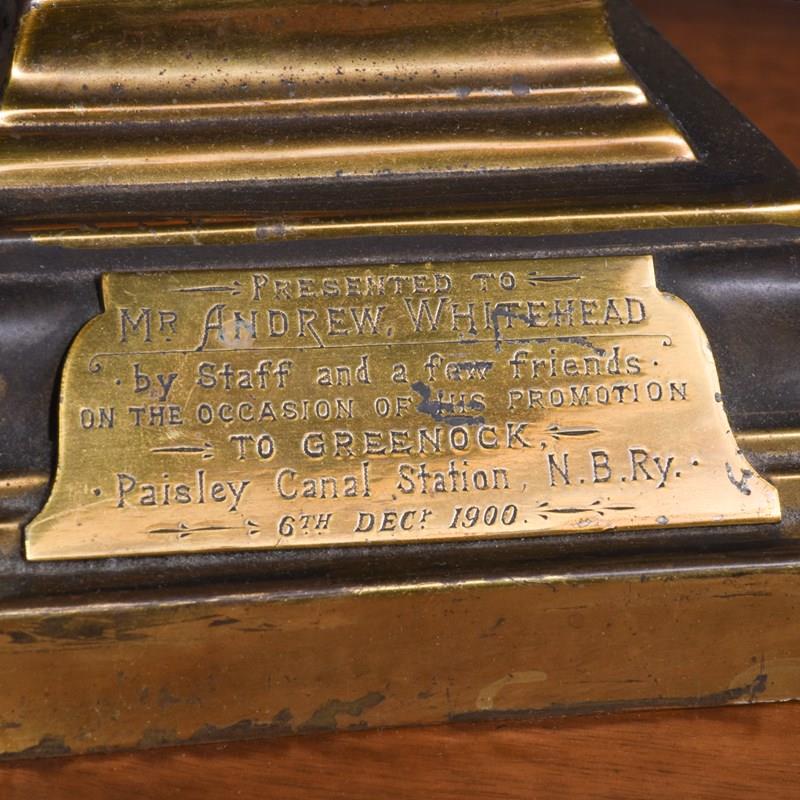 PRESENTED TO
MR ANDREW WHITEHEAD
by Staff and a few friends
ON THE OCCASION OF HIS PROMOTION
TO GREENOCK,
Paisley Canal Station, N.B.Ry.
6TH DECr 1900.